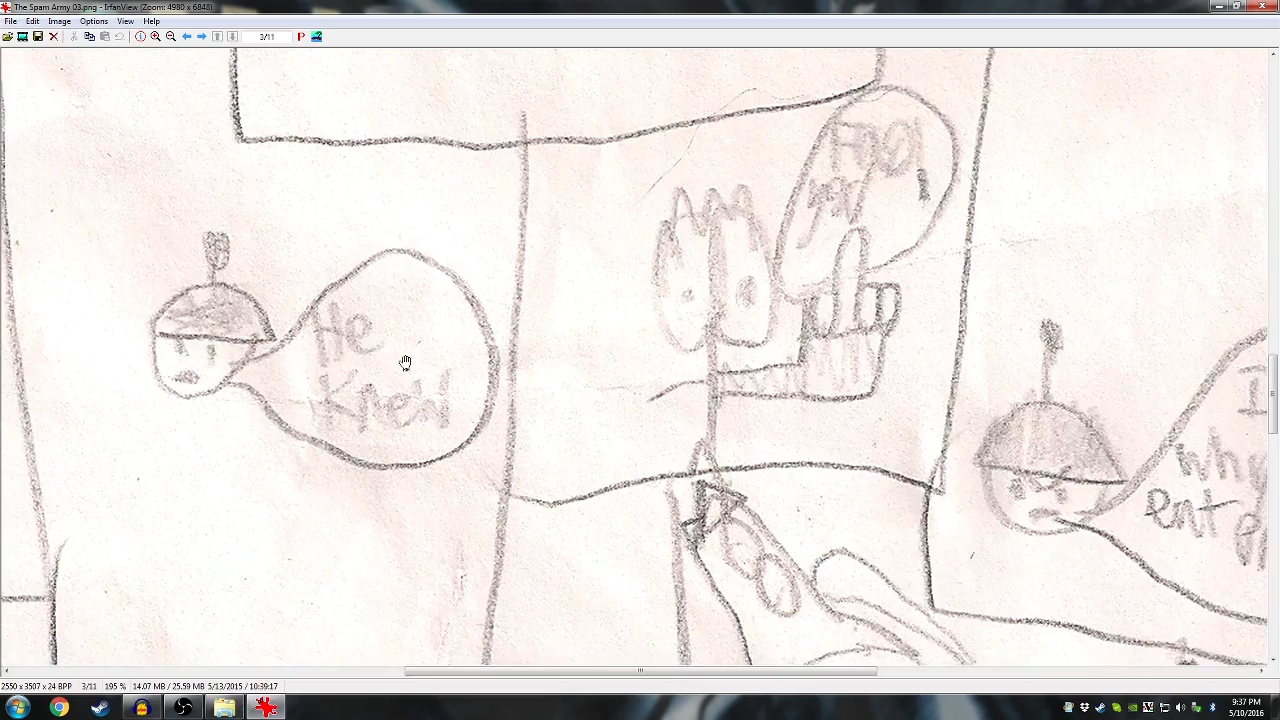 The Spam Army 03.png - IrfanView (Zoom: 4980 x 6848)
File Edit Image Options View Help
3/11
He
Knew
I
why
ent
2550 x 3507 x 24 BPP 3/11 195 % 14.07 MB / 25.59 MB 5/13/2015 / 10:39:17
9:37 PM
5/10/2016